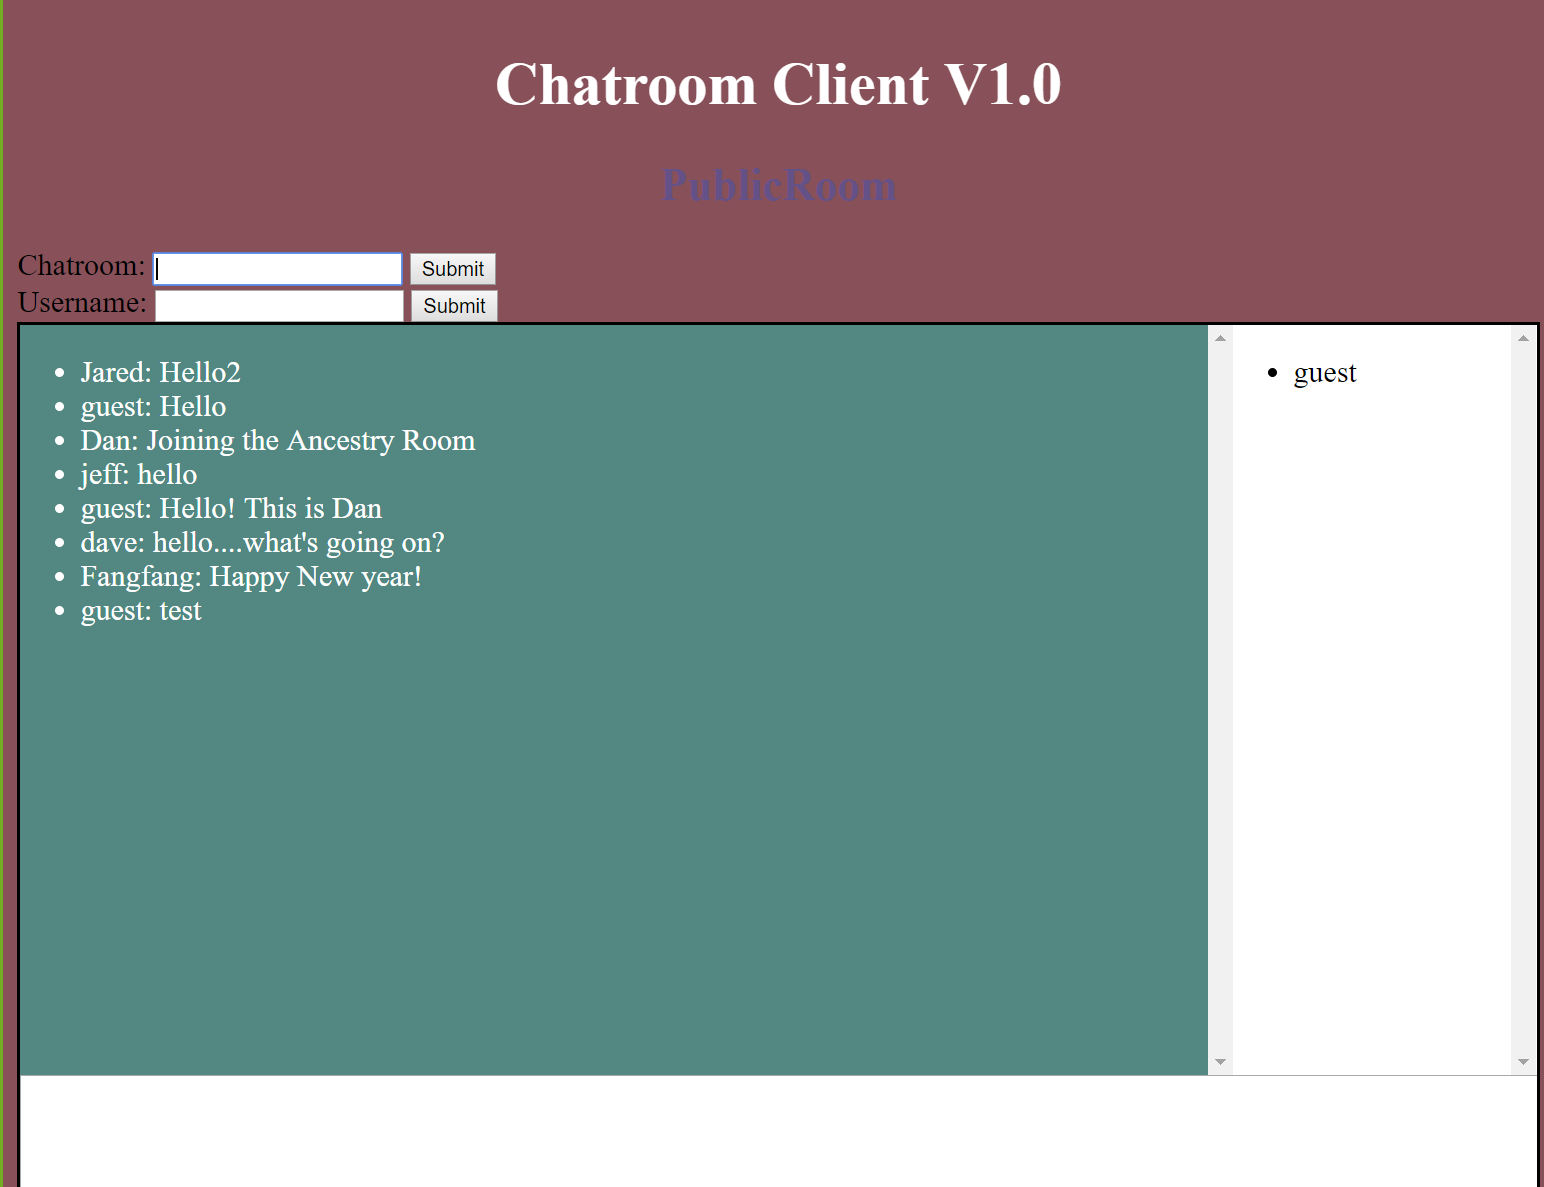 Chatroom Client V1.0
PublicRoom
Chatroom: Submit
Username: Submit
Jared: Hello2
guest: Hello
Dan: Joining the Ancestry Room
jeff: hello
guest: Hello! This is Dan
dave: hello....what's going on?
Fangfang: Happy New year!
guest: test
guest